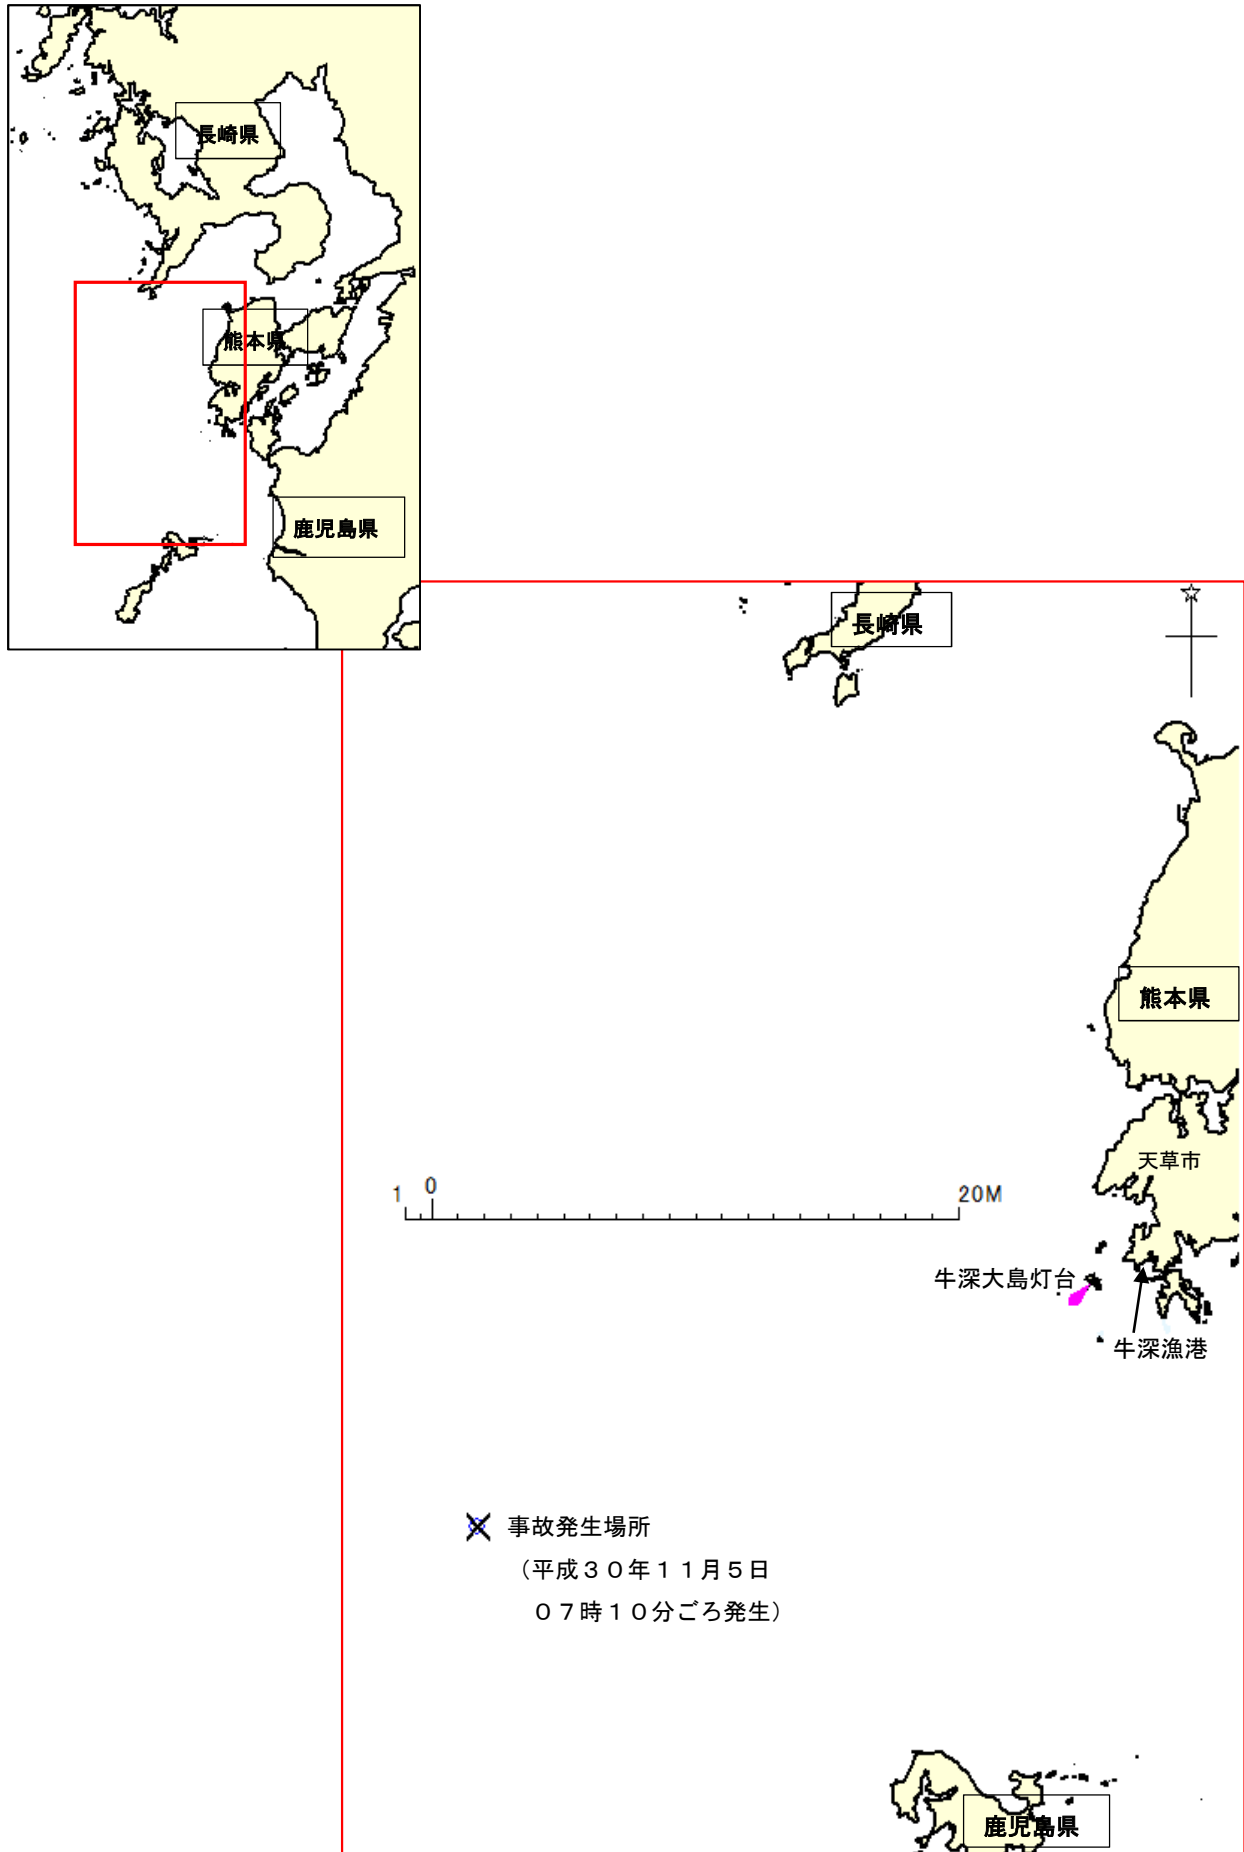 長崎県
熊本県
鹿児島県
長崎県
熊本県
天草市
1 0 20M
牛深大島灯台
牛深漁港
事故発生場所
（平成３０年１１月５日
０７時１０分ごろ発生）
鹿児島県